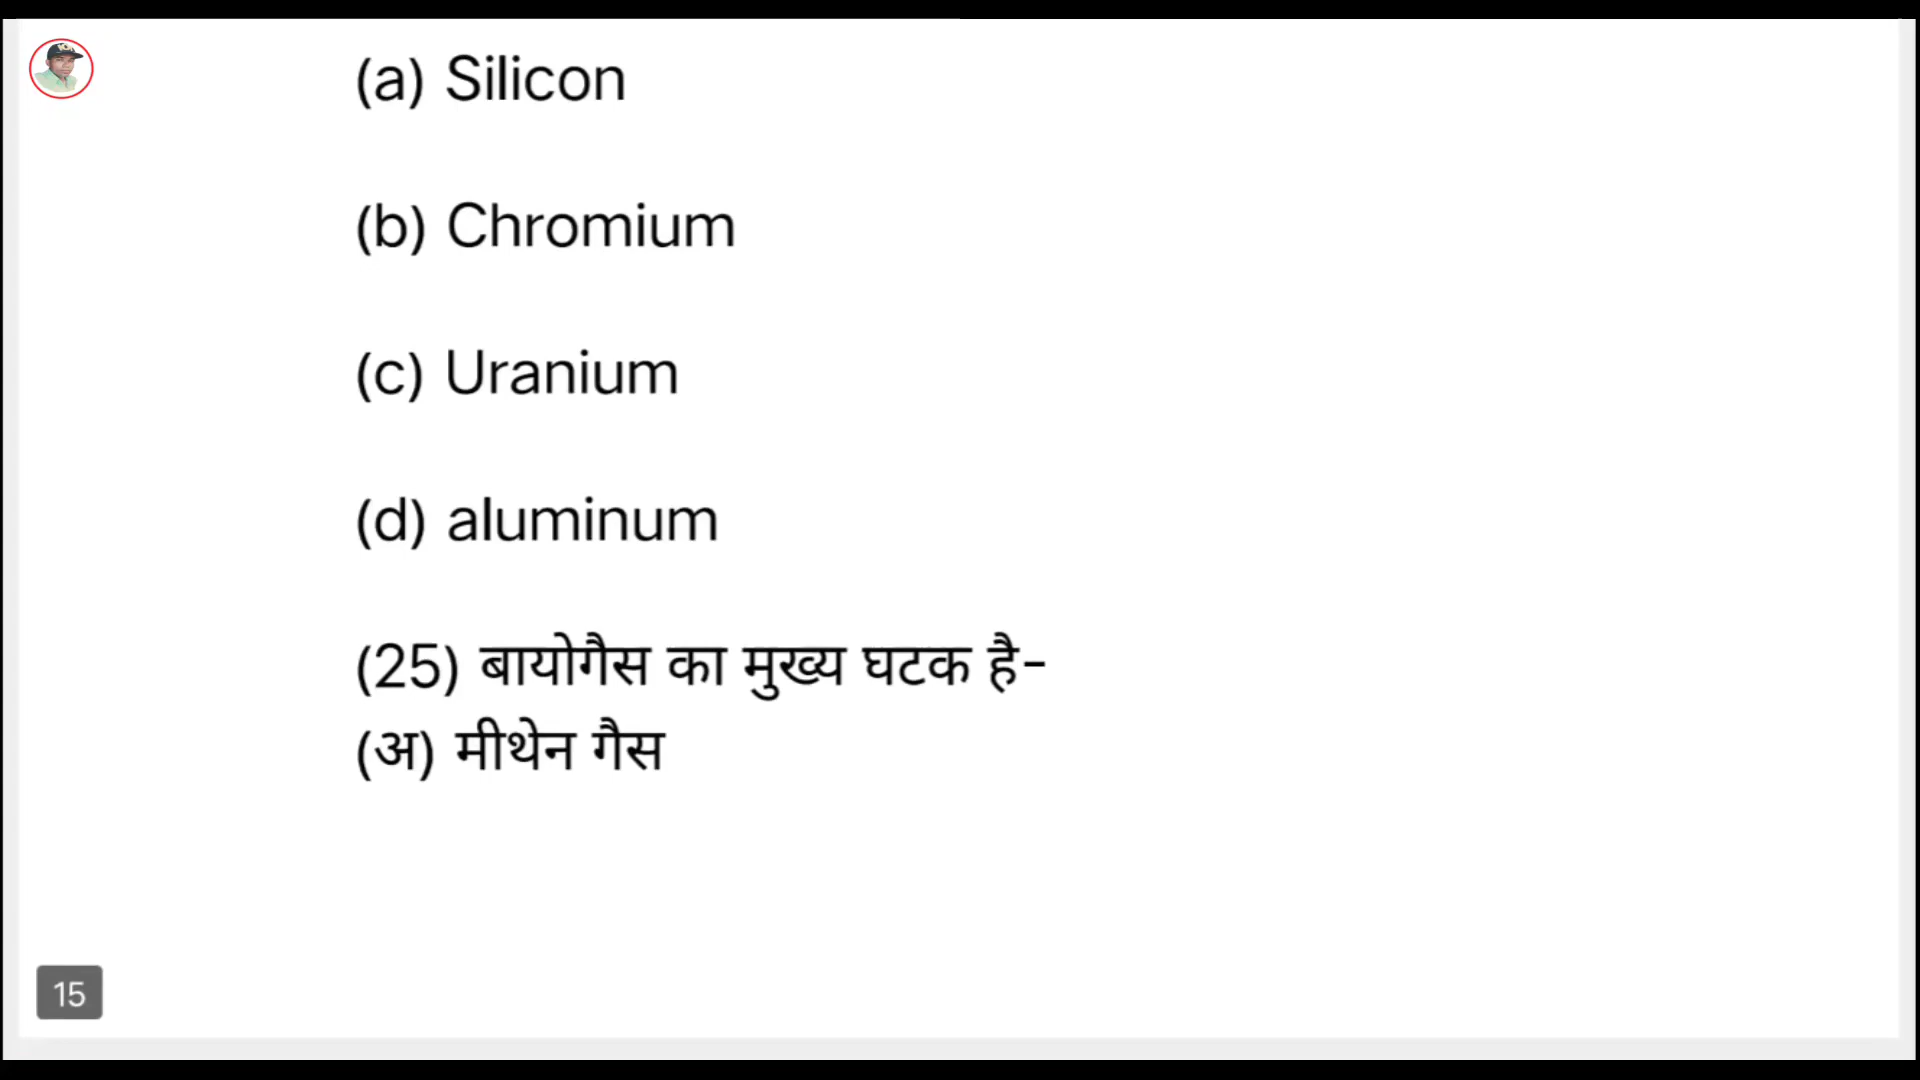 (a) Silicon
(b) Chromium
(c) Uranium
(d) aluminum
(25) बायोगैस का मुख्य घटक है-
(अ) मीथेन गैस
15